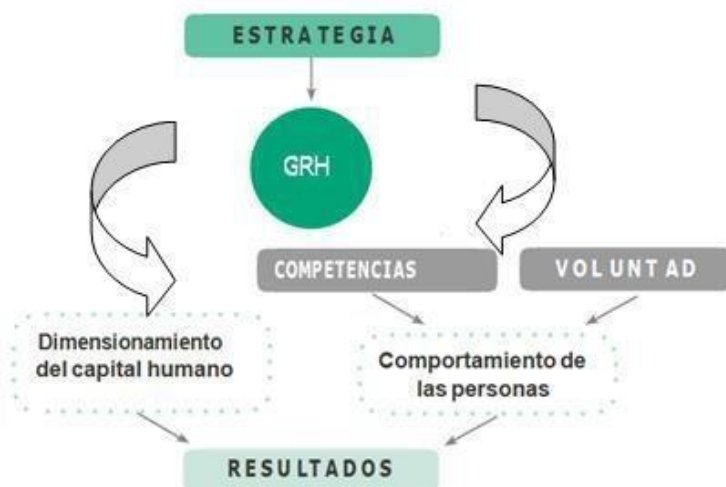 ESTRATEGIA
GRH
COMPETENCIAS
VOLUNTAD
Dimensionamiento
del capital humano
Comportamiento de
las personas
RESULTADOS